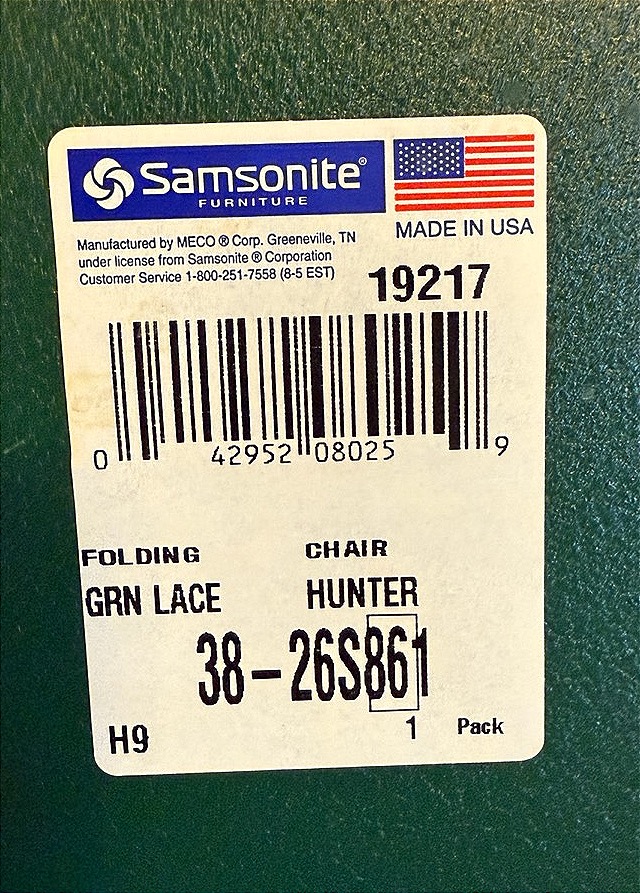 Samsonite®
FURNITURE
MADE IN USA
Manufactured by MECO ® Corp. Greeneville, TN
under license from Samsonite ® Corporation
Customer Service 1-800-251-7558 (8-5 EST)
19217
0 42952 08025 9
FOLDING CHAIR
GRN LACE HUNTER
38-26S861
H9 1 Pack